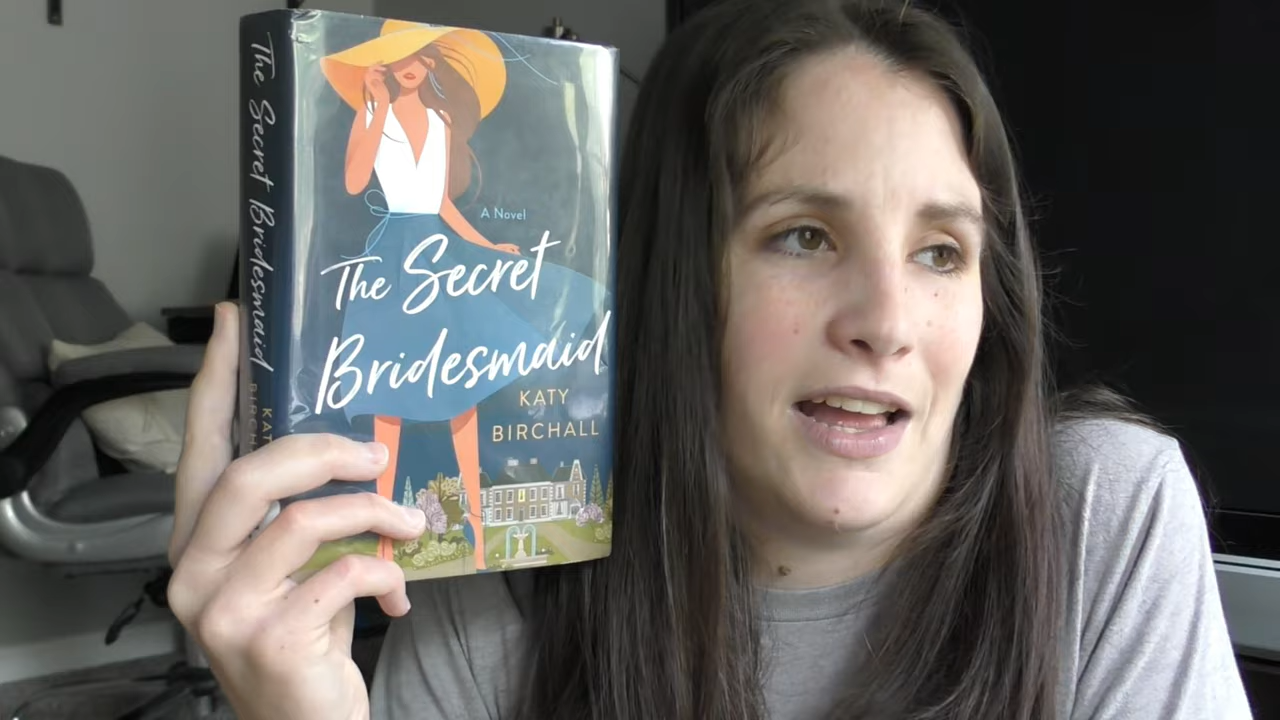 The Secret Bridesmaid
A Novel
The Secret
Bridesmaid
KATY
BIRCHALL